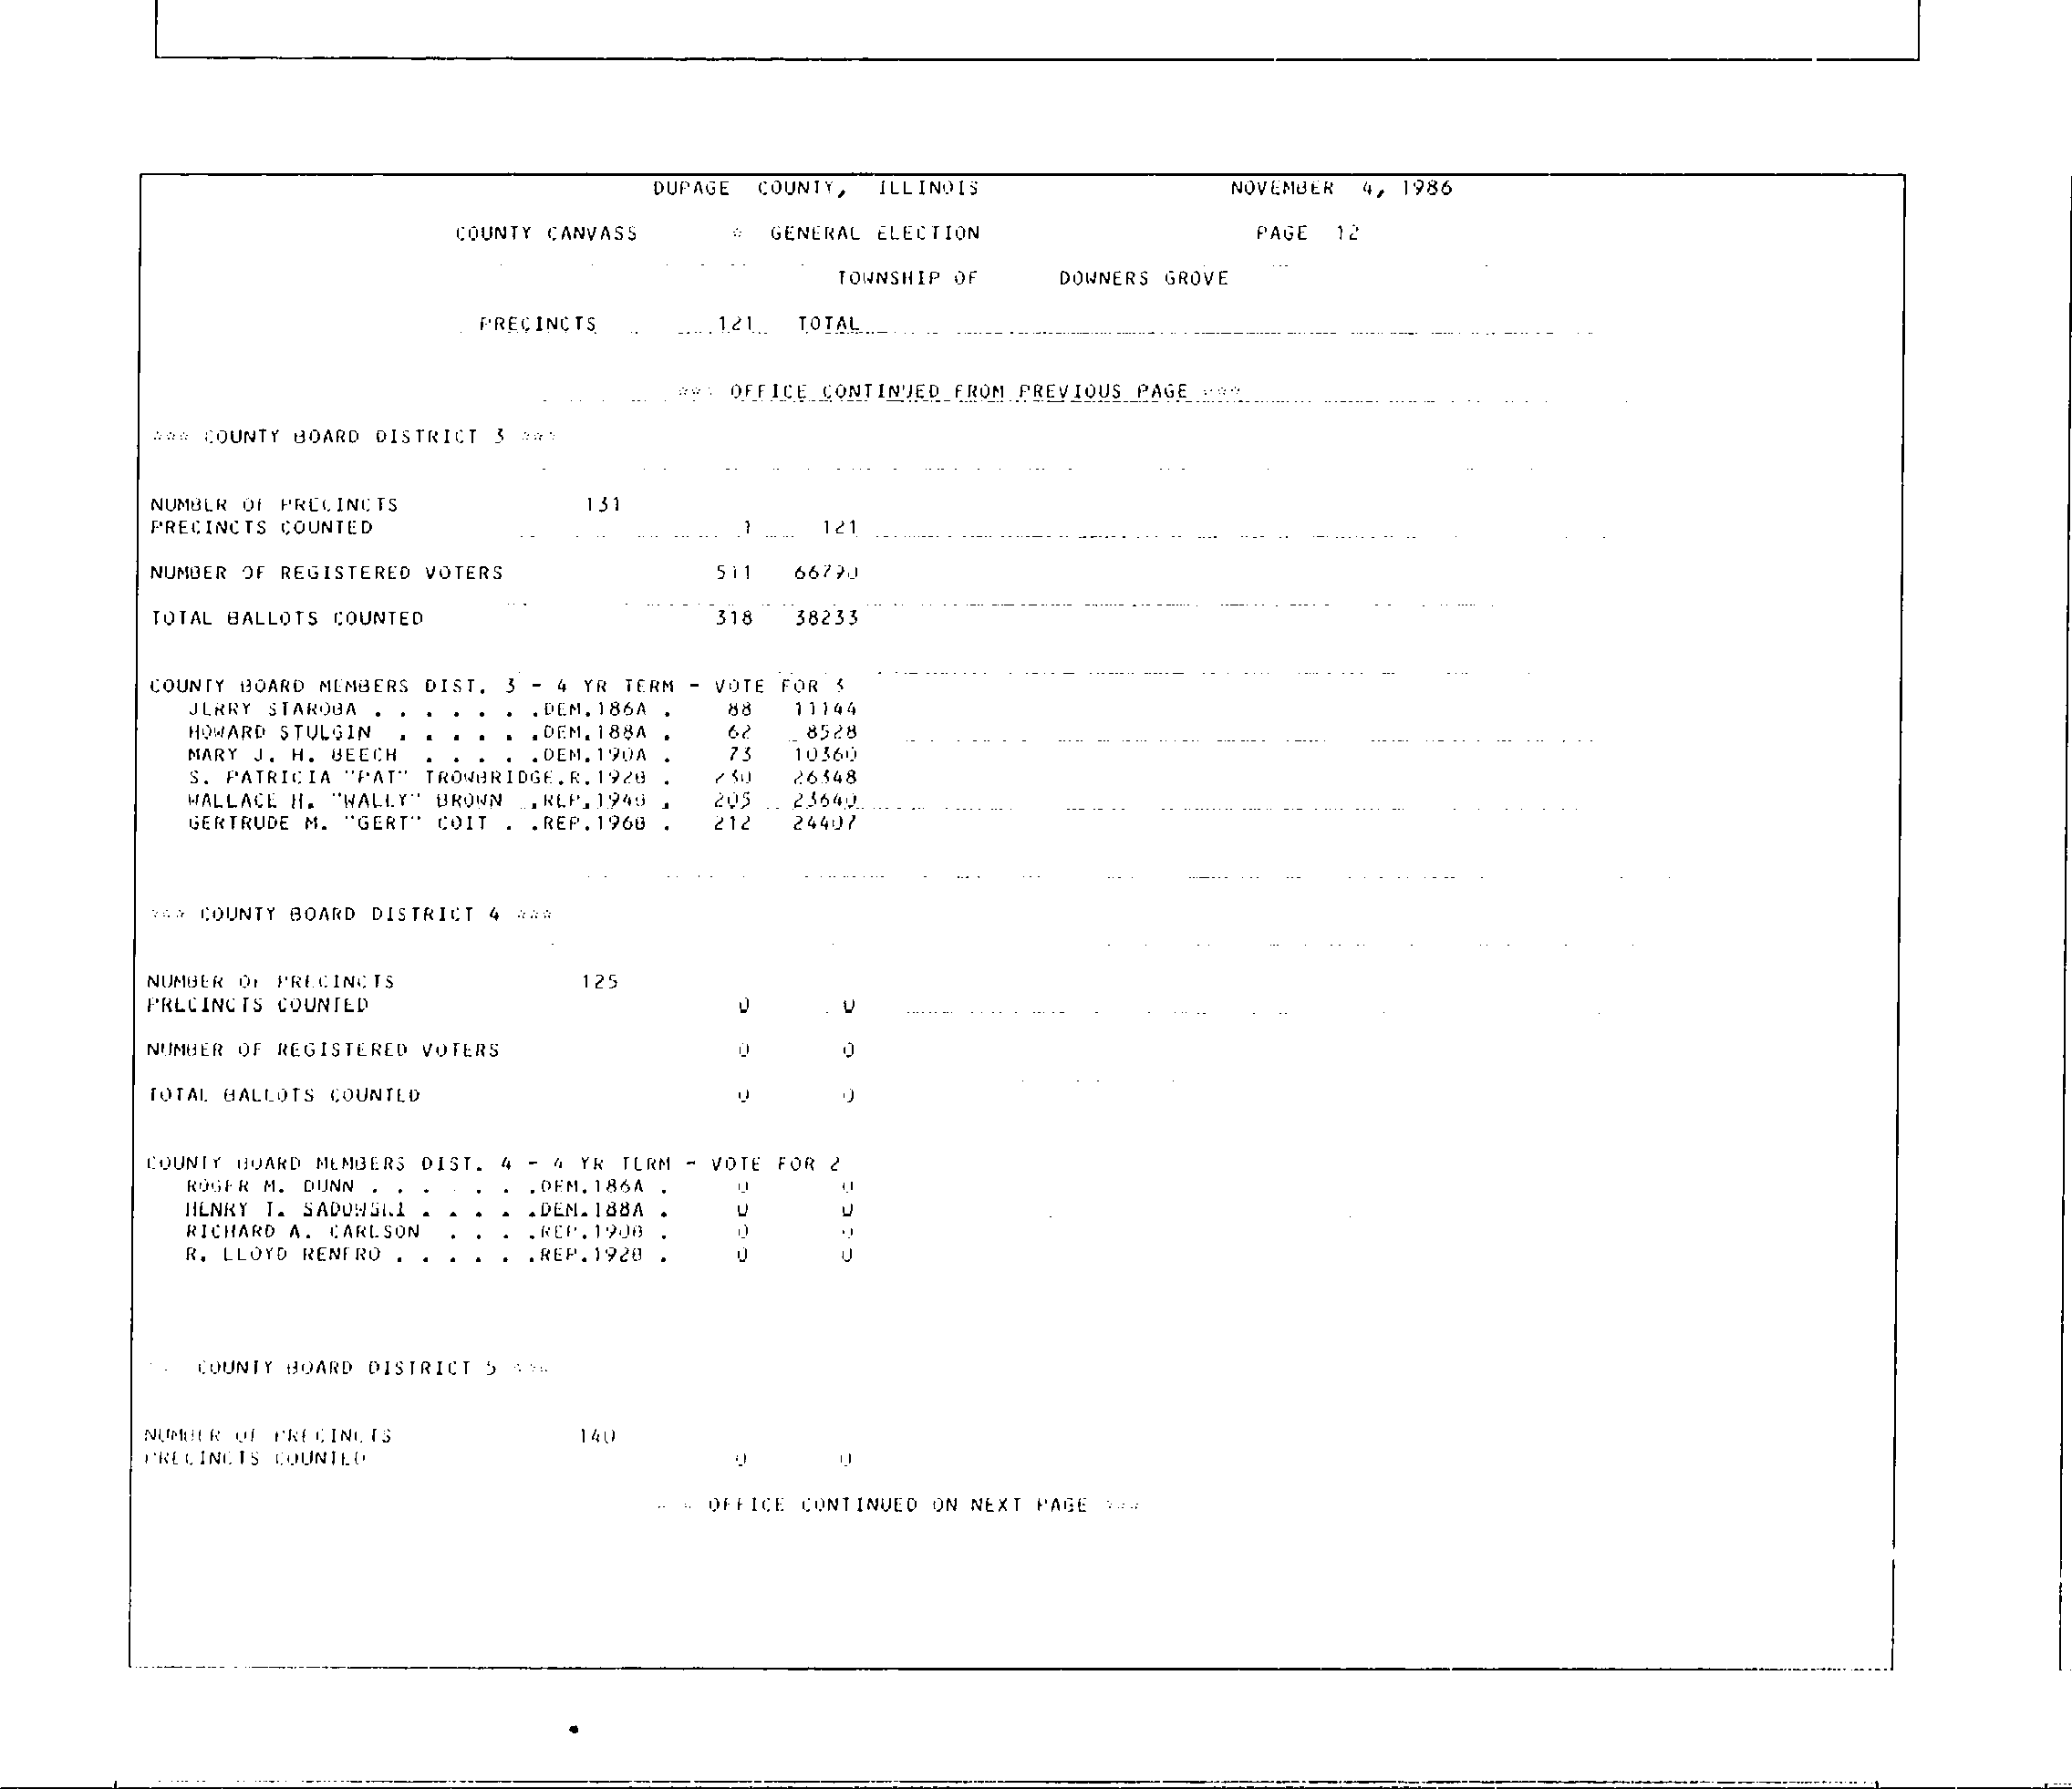 DUPAGE COUNTY, ILLINOIS NOVEMBER 4, 1986
COUNTY CANVASS * GENERAL ELECTION PAGE 12
TOWNSHIP OF DOWNERS GROVE
PRECINCTS 121 TOTAL
*** OFFICE CONTINUED FROM PREVIOUS PAGE ***
*** COUNTY BOARD DISTRICT 3 ***
NUMBER OF PRECINCTS 131
PRECINCTS COUNTED 1 121
NUMBER OF REGISTERED VOTERS 511
TOTAL BALLOTS COUNTED 318 38233
COUNTY BOARD MEMBERS DIST. 3 - 4 YR TERM - VOTE FOR 3
JERRY STAROBA . . . . . . .DEM.186A . 88 11144
HOWARD STULGIN . . . . . .DEM.188A . 62 8528
MARY J. H. BEECH . . . . .DEM.190A . 73 10360
S. PATRICIA "PAT" TROWBRIDGE.R.192B . 230 26348
WALLACE H. "WALLY" BROWN .REP.194B . 205 23640
GERTRUDE M. "GERT" COIT . .REP.196B . 212 24407
*** COUNTY BOARD DISTRICT 4 ***
NUMBER OF PRECINCTS 125
PRECINCTS COUNTED 0 0
NUMBER OF REGISTERED VOTERS 0 0
TOTAL BALLOTS COUNTED 0 0
COUNTY BOARD MEMBERS DIST. 4 - 4 YR TERM - VOTE FOR 2
ROGER M. DUNN . . . . . . .DEM.186A . 0 0
HENRY T. SADOWSKI . . . . .DEM.188A . 0 0
RICHARD A. CARLSON . . . .REP.190B . 0 0
R. LLOYD RENFRO . . . . . .REP.192B . 0 0
COUNTY BOARD DISTRICT 5 ***
NUMBER OF PRECINCTS 140
PRECINCTS COUNTED 0 0
* * OFFICE CONTINUED ON NEXT PAGE ***